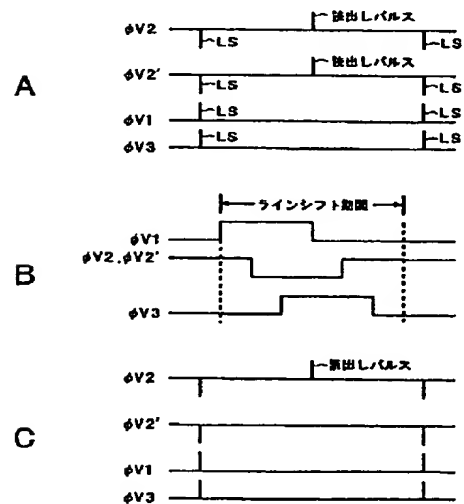 A
φV2
読出しパルス
LS
LS
φV2'
読出しパルス
LS
LS
φV1
LS
LS
φV3
LS
LS
B
ラインシフト期間
φV1
φV2,φV2'
φV3
C
φV2
読出しパルス
φV2'
φV1
φV3